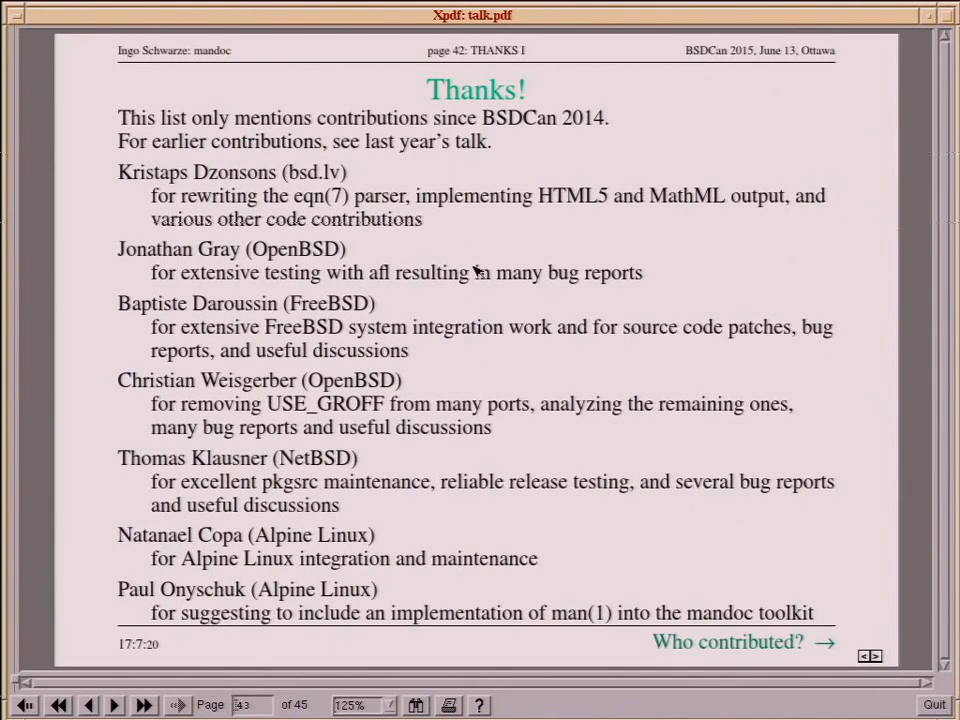 Xpdf: talk.pdf
Ingo Schwarze: mandoc page 42: THANKS I BSDCan 2015, June 13, Ottawa
Thanks!
This list only mentions contributions since BSDCan 2014.
For earlier contributions, see last year's talk.
Kristaps Dzonsons (bsd.lv)
for rewriting the eqn(7) parser, implementing HTML5 and MathML output, and
various other code contributions
Jonathan Gray (OpenBSD)
for extensive testing with afl resulting in many bug reports
Baptiste Daroussin (FreeBSD)
for extensive FreeBSD system integration work and for source code patches, bug
reports, and useful discussions
Christian Weisgerber (OpenBSD)
for removing USE_GROFF from many ports, analyzing the remaining ones,
many bug reports and useful discussions
Thomas Klausner (NetBSD)
for excellent pkgsrc maintenance, reliable release testing, and several bug reports
and useful discussions
Natanael Copa (Alpine Linux)
for Alpine Linux integration and maintenance
Paul Onyschuk (Alpine Linux)
for suggesting to include an implementation of man(1) into the mandoc toolkit
17:7:20 Who contributed? →
<>
Page 43 of 45 125% ? Quit